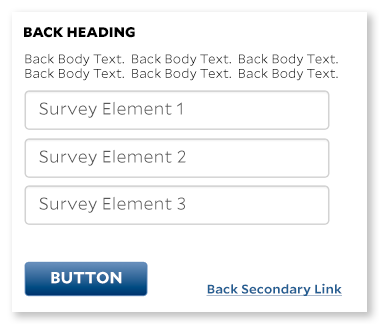 BACK HEADING
Back Body Text. Back Body Text. Back Body Text.
Back Body Text. Back Body Text. Back Body Text.
Survey Element 1
Survey Element 2
Survey Element 3
BUTTON
Back Secondary Link